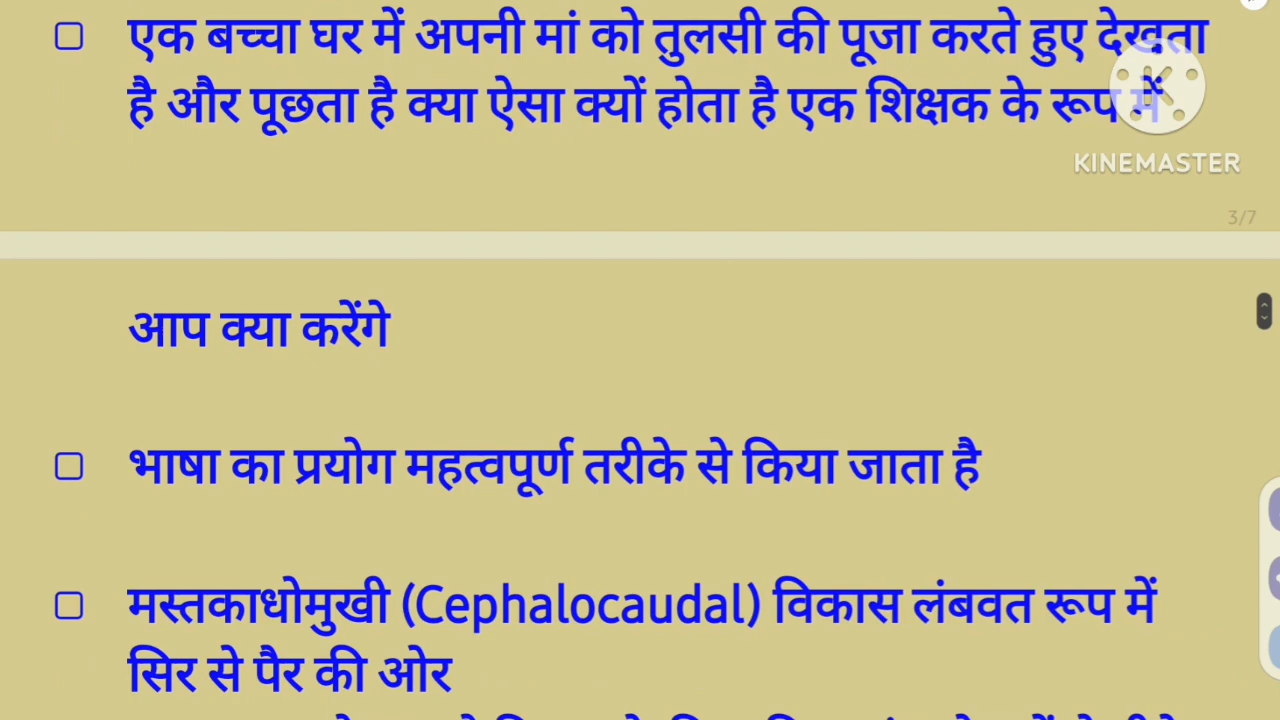 एक बच्चा घर में अपनी मां को तुलसी की पूजा करते हुए देखता
है और पूछता है क्या ऐसा क्यों होता है एक शिक्षक के रूप में
KINEMASTER
3/7
आप क्या करेंगे
भाषा का प्रयोग महत्वपूर्ण तरीके से किया जाता है
मस्तकाधोमुखी (Cephalocaudal) विकास लंबवत रूप में
सिर से पैर की ओर